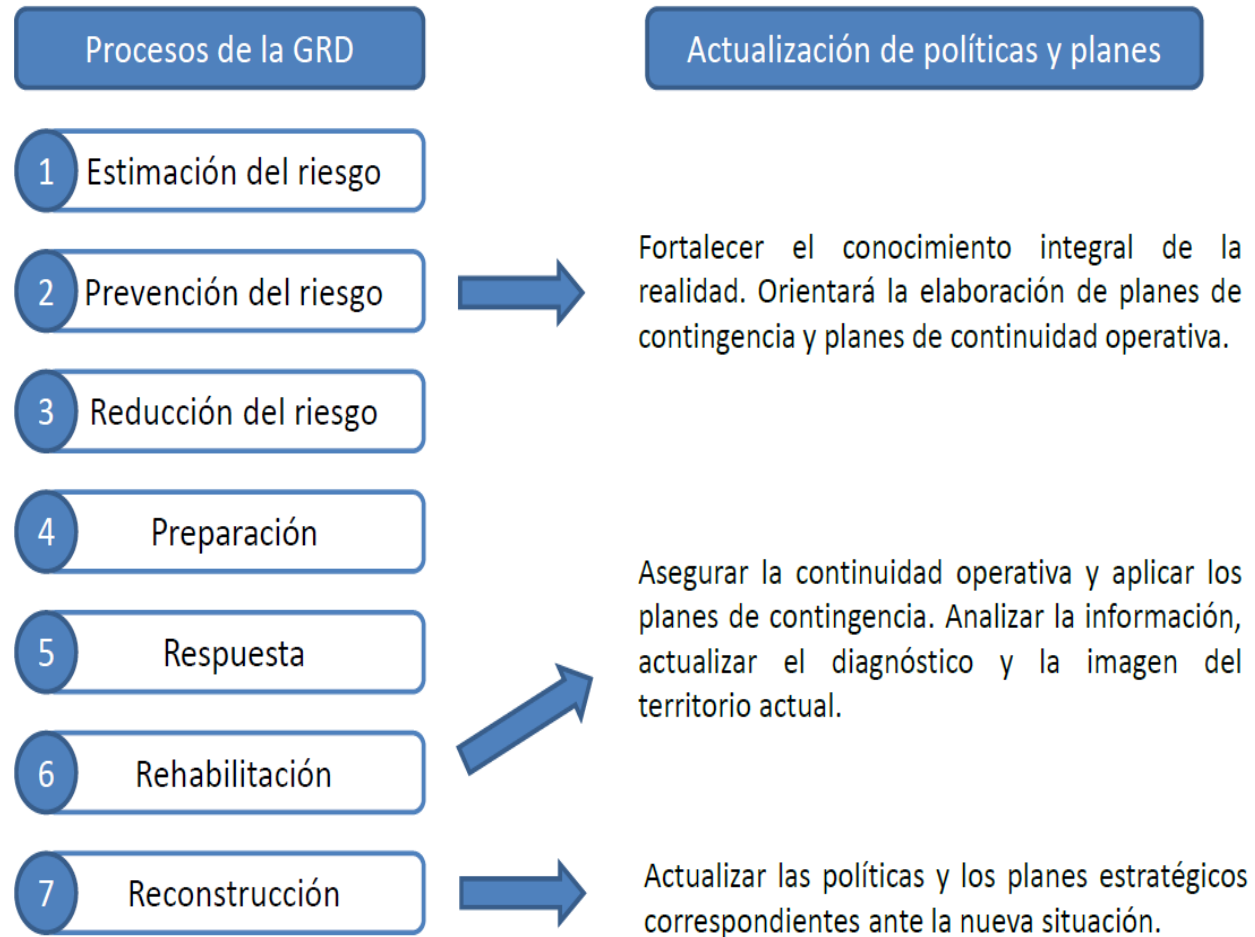 Procesos de la GRD
Actualización de políticas y planes
1 Estimación del riesgo
2 Prevención del riesgo
3 Reducción del riesgo
4 Preparación
5 Respuesta
6 Rehabilitación
7 Reconstrucción
Fortalecer el conocimiento integral de la
realidad. Orientará la elaboración de planes de
contingencia y planes de continuidad operativa.
Asegurar la continuidad operativa y aplicar los
planes de contingencia. Analizar la información,
actualizar el diagnóstico y la imagen del
territorio actual.
Actualizar las políticas y los planes estratégicos
correspondientes ante la nueva situación.